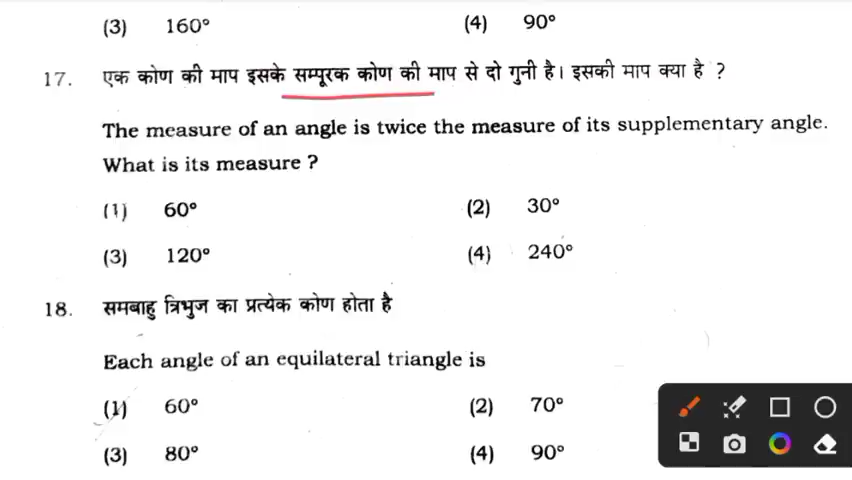 (3) 160° (4) 90°
17. एक कोण की माप इसके सम्पूरक कोण की माप से दो गुनी है। इसकी माप क्या है ?
The measure of an angle is twice the measure of its supplementary angle.
What is its measure ?
(1) 60° (2) 30°
(3) 120° (4) 240°
18. समबाहु त्रिभुज का प्रत्येक कोण होता है
Each angle of an equilateral triangle is
(1) 60° (2) 70°
(3) 80° (4) 90°